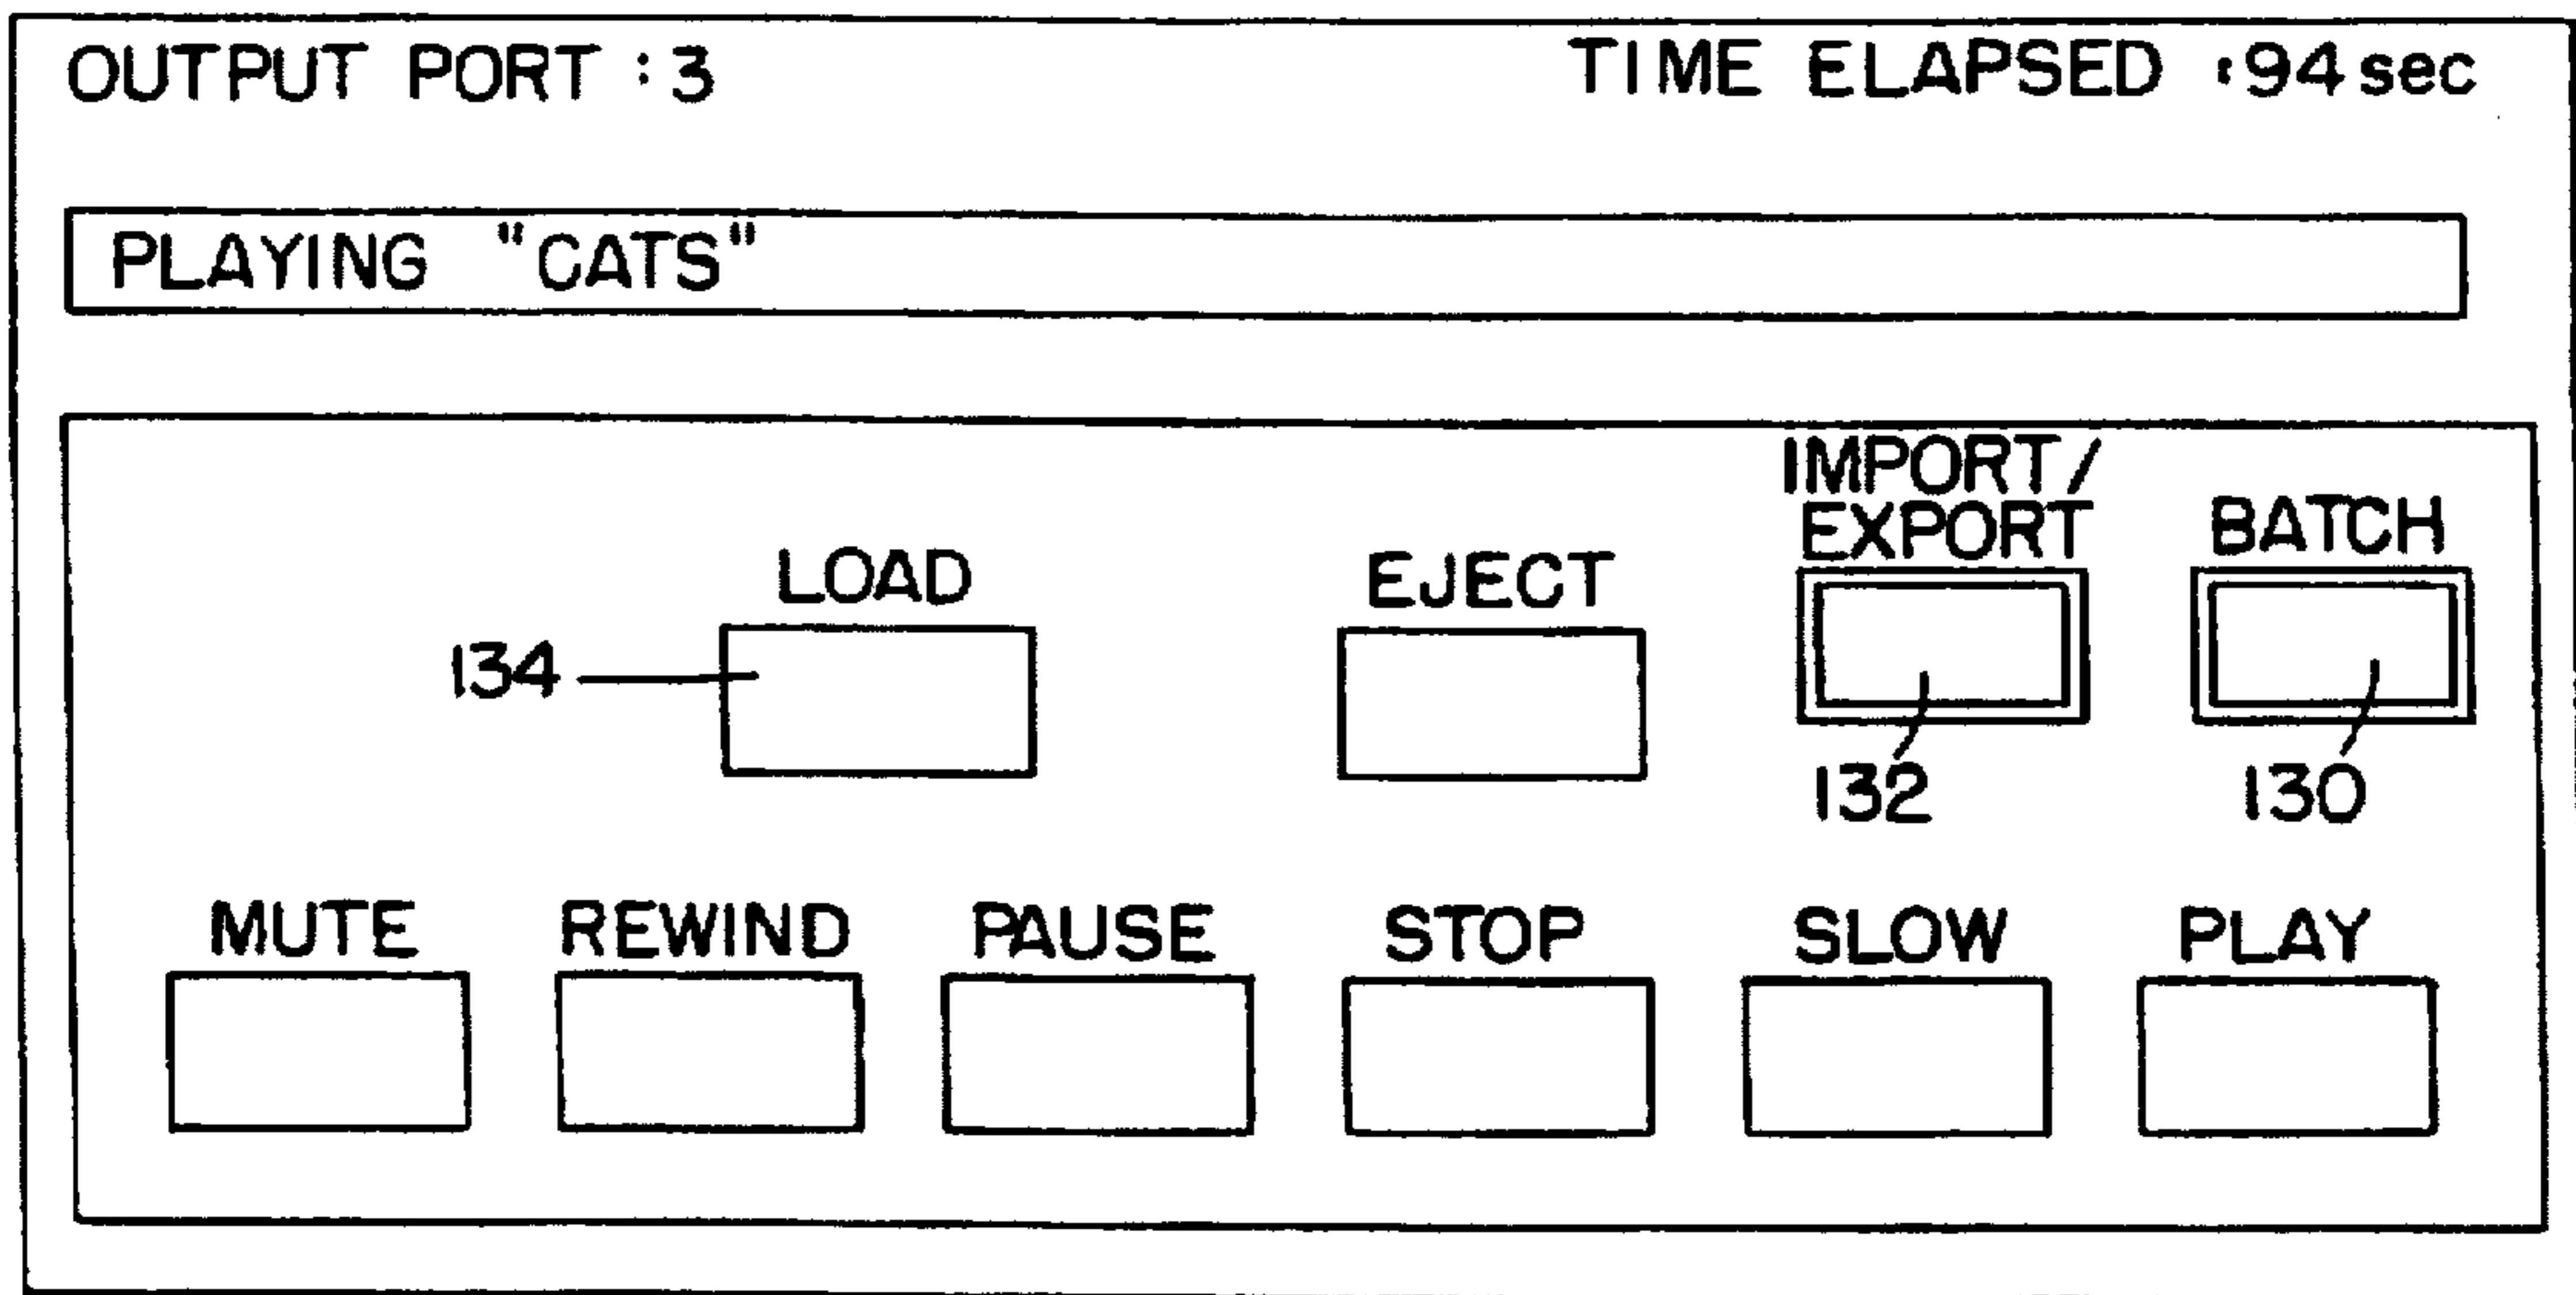 OUTPUT PORT :3 TIME ELAPSED :94 sec
PLAYING "CATS"
IMPORT/
EXPORT BATCH
LOAD EJECT
134
132 130
MUTE REWIND PAUSE STOP SLOW PLAY